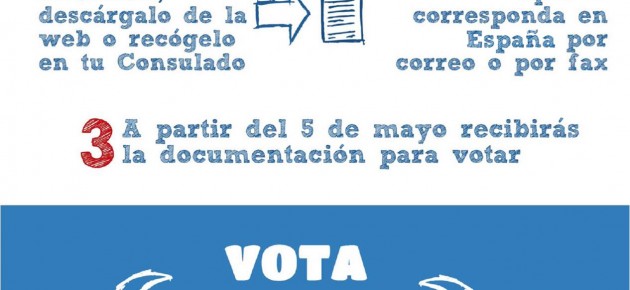 descárgalo de la
web o recógelo
en tu Consulado
corresponda en
España por
correo o por fax
3 A partir del 5 de mayo recibirás
la documentación para votar
VOTA